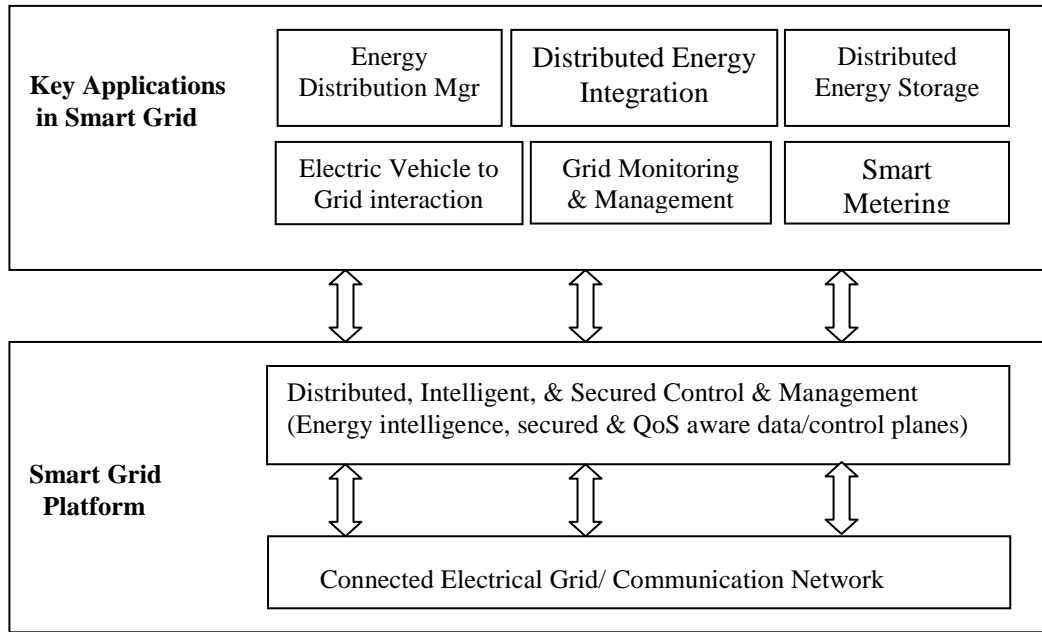 Key Applications
in Smart Grid
Energy
Distribution Mgr
Distributed Energy
Integration
Distributed
Energy Storage
Electric Vehicle to
Grid interaction
Grid Monitoring
& Management
Smart
Metering
Smart Grid
Platform
Distributed, Intelligent, & Secured Control & Management
(Energy intelligence, secured & QoS aware data/control planes)
Connected Electrical Grid/ Communication Network